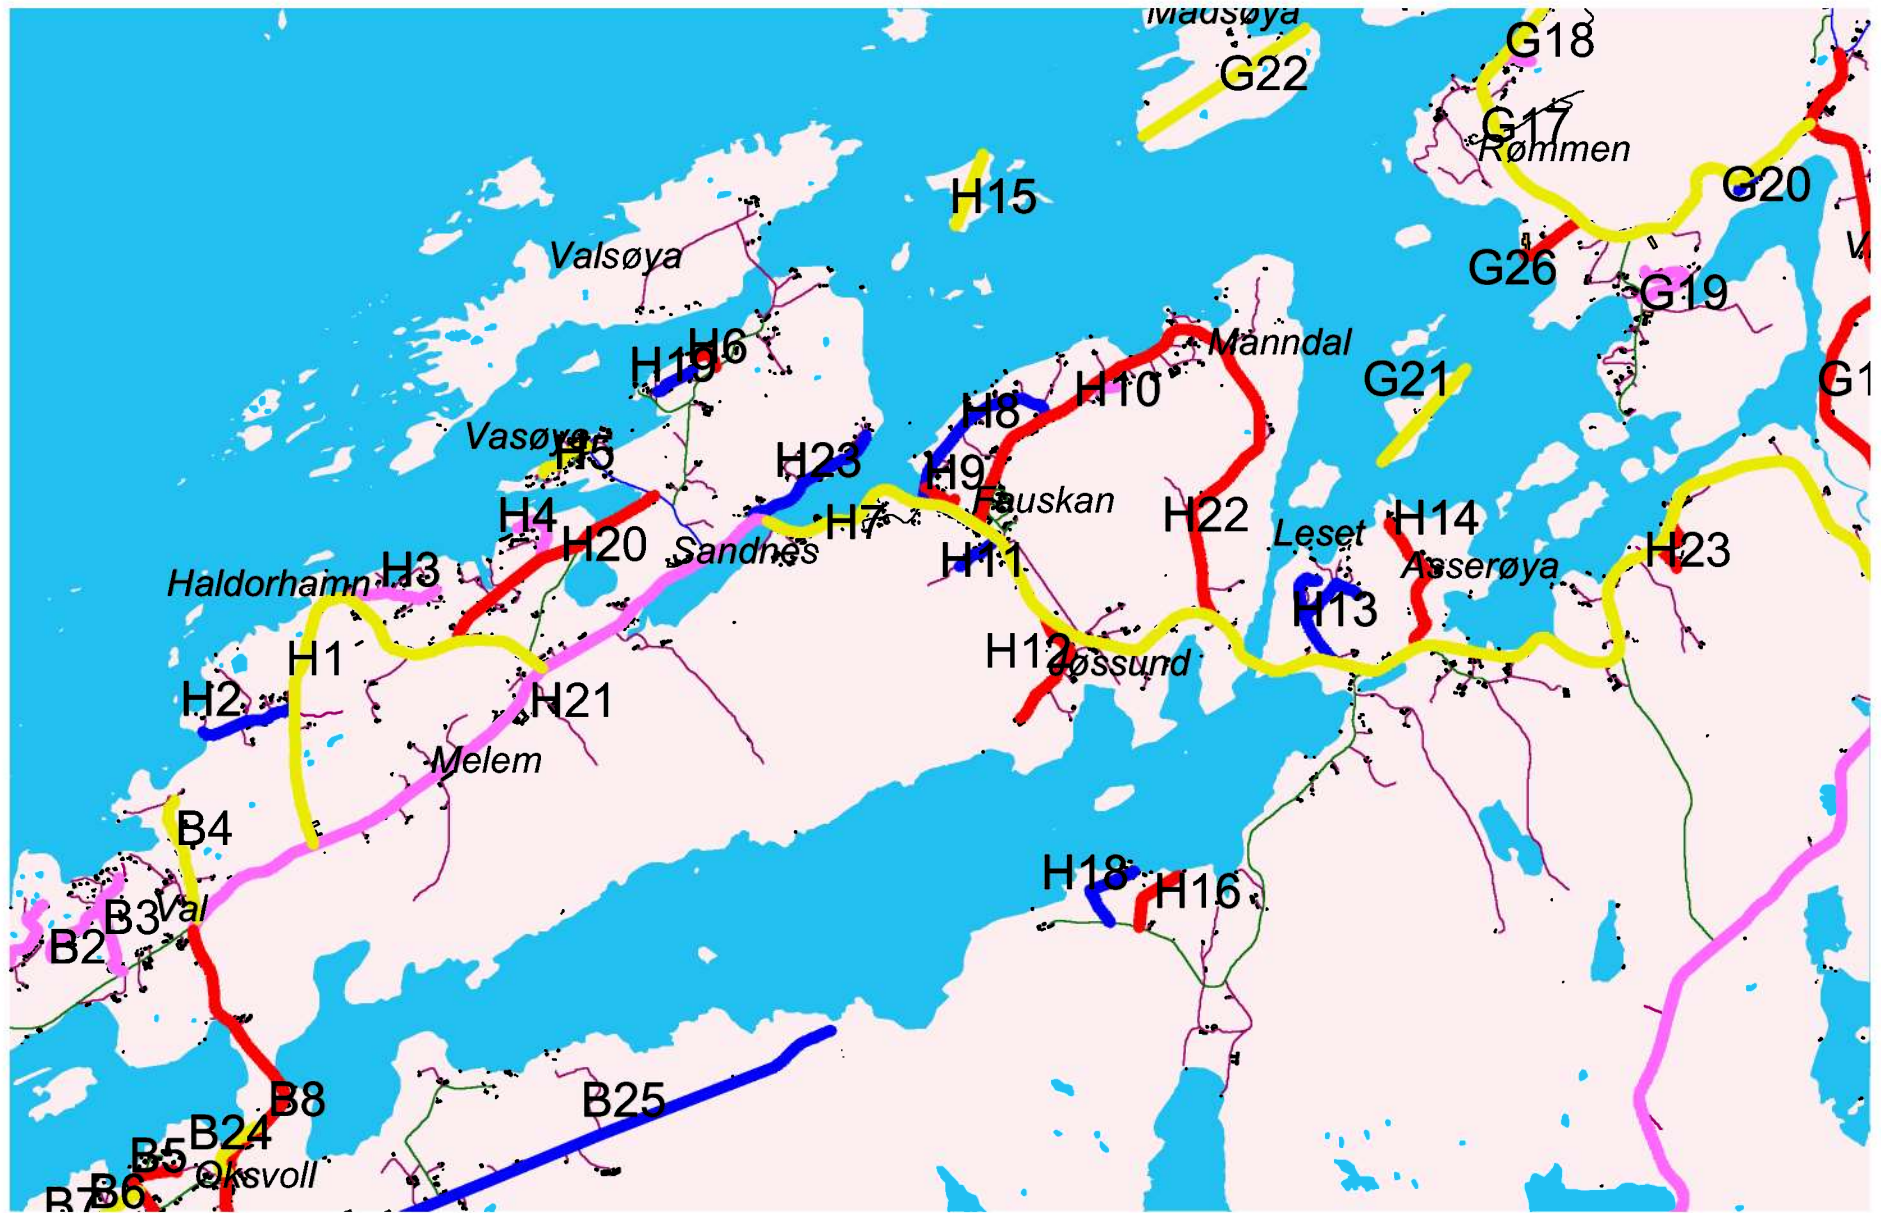 Madsøya
G18
G22
G17
Rømmen
G20
H15
Valsøya
V
G26
G19
H6
H19
Manndal
G21
G1
H10
H8
Vasøya
H5
H23
H9
Fauskan
H4
H7
H22
H14
Leset
H20
Sandnes
H11
H23
Asserøya
Haldorhamn
H3
H13
H1
H12
Jøssund
H2
H21
Melem
B4
H18
H16
Val
B3
B2
B8
B25
B24
B5
Oksvoll
B6
B7